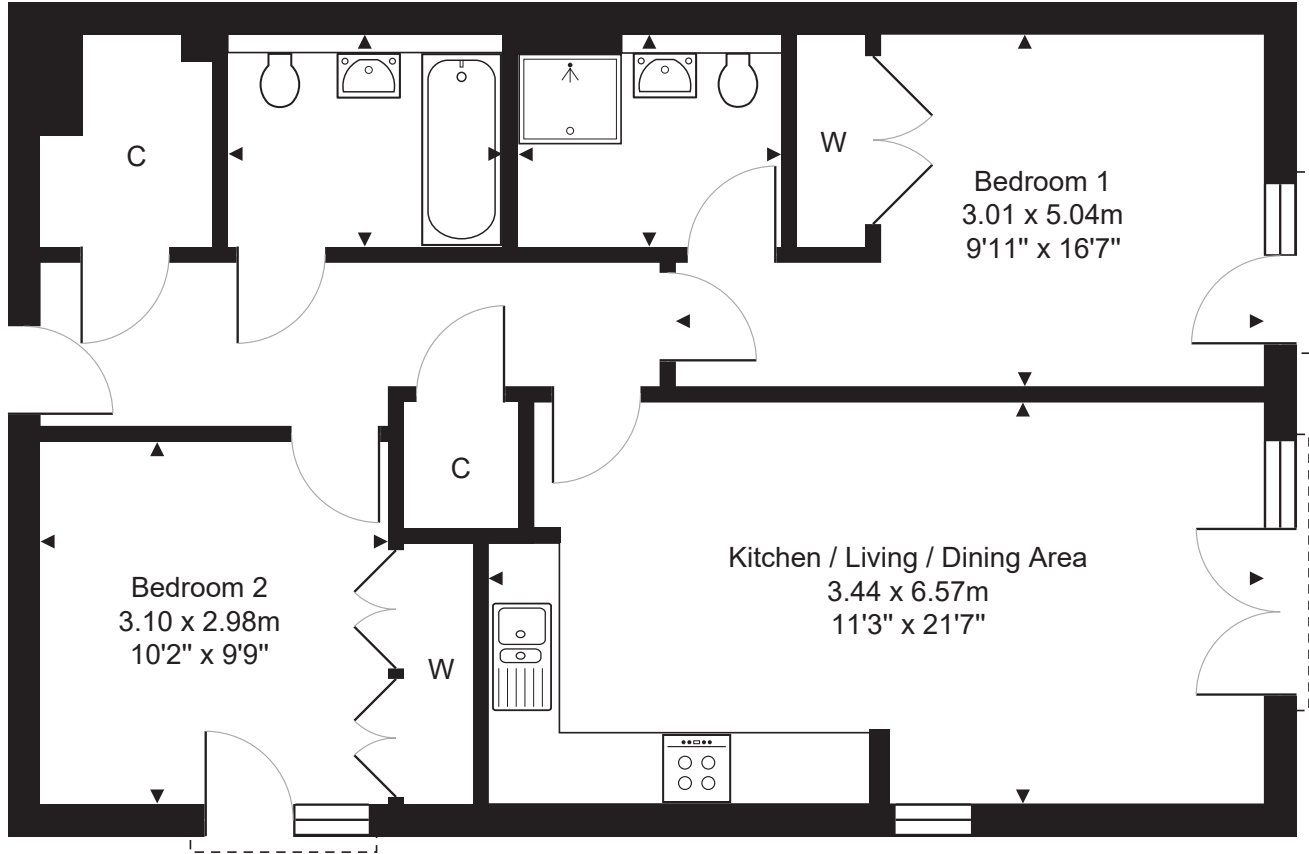 C
W
Bedroom 1
3.01 x 5.04m
9'11" x 16'7"
C
Kitchen / Living / Dining Area
3.44 x 6.57m
11'3" x 21'7"
Bedroom 2
3.10 x 2.98m
10'2" x 9'9"
W